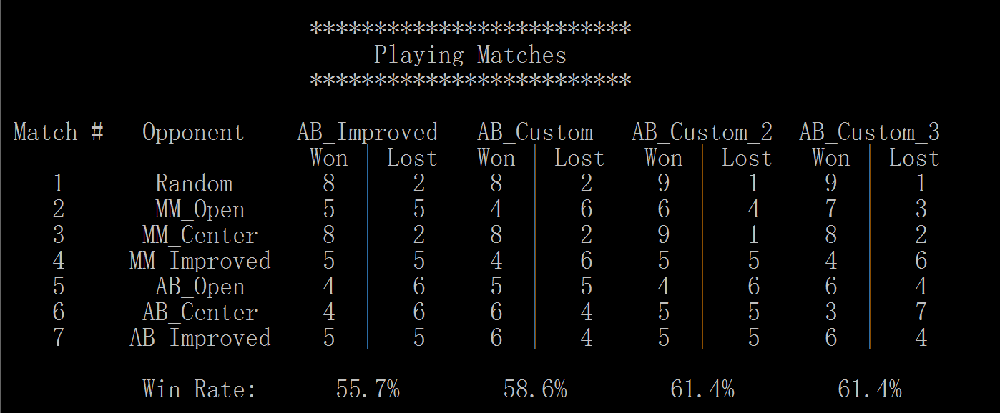 *************************
Playing Matches
*************************
Match # Opponent AB_Improved AB_Custom AB_Custom_2 AB_Custom_3
Won | Lost Won | Lost Won | Lost Won | Lost
1 Random 8 | 2 8 | 2 9 | 1 9 | 1
2 MM_Open 5 | 5 4 | 6 6 | 4 7 | 3
3 MM_Center 8 | 2 8 | 2 9 | 1 8 | 2
4 MM_Improved 5 | 5 4 | 6 5 | 5 4 | 6
5 AB_Open 4 | 6 5 | 5 4 | 6 6 | 4
6 AB_Center 4 | 6 6 | 4 5 | 5 3 | 7
7 AB_Improved 5 | 5 6 | 4 5 | 5 6 | 4
--------------------------------------------------------------------------
Win Rate: 55.7% 58.6% 61.4% 61.4%